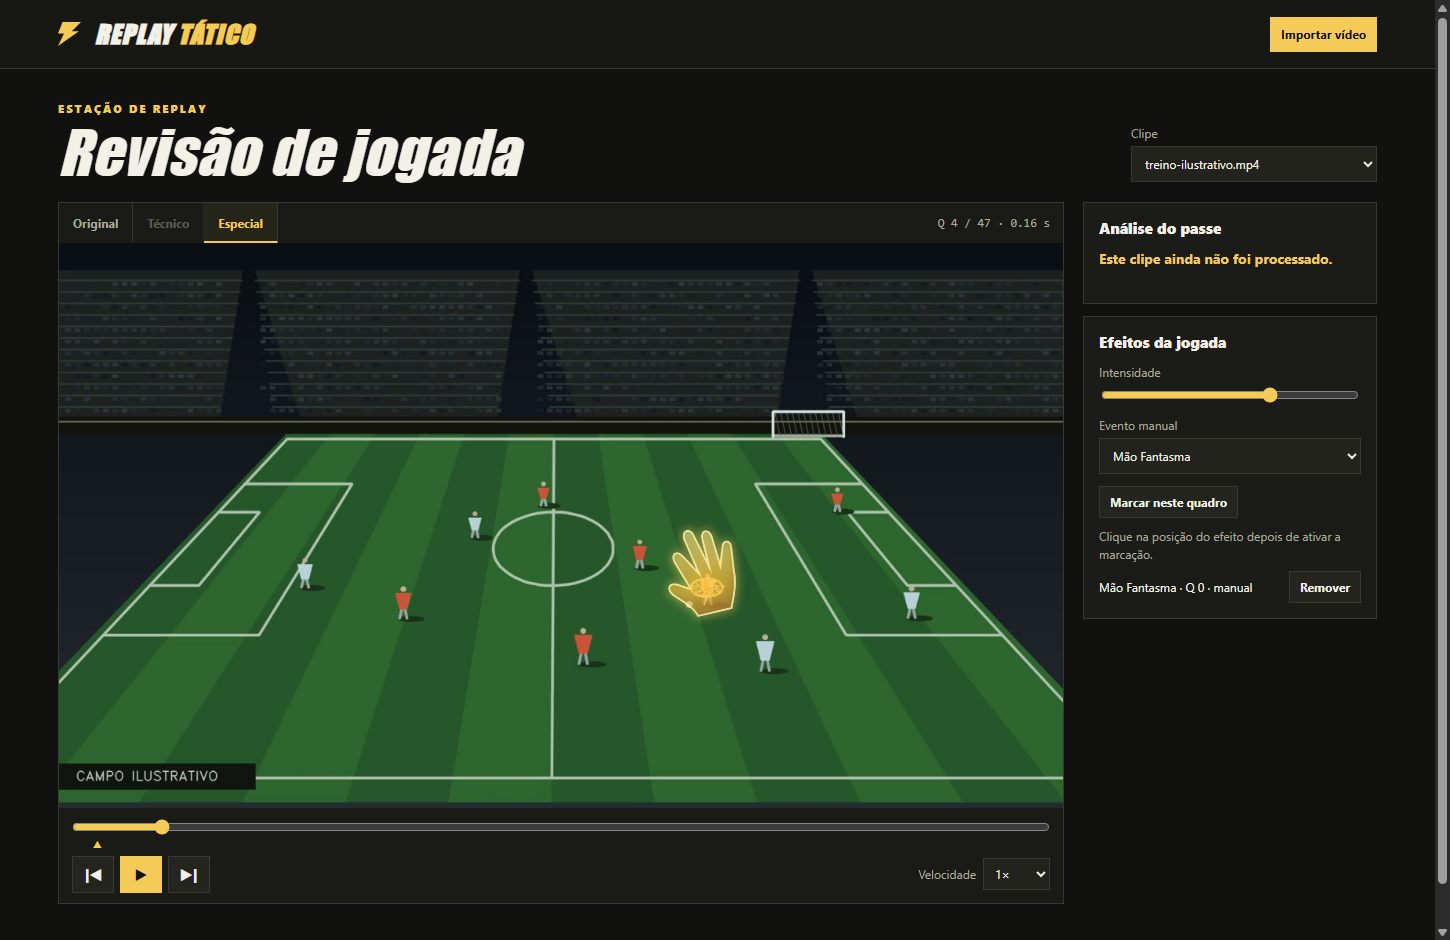 REPLAY TÁTICO
Importar vídeo
ESTAÇÃO DE REPLAY
Revisão de jogada
Clipe
treino-ilustrativo.mp4
Original
Técnico
Especial
Q 4 / 47 · 0.16 s
CAMPO ILUSTRATIVO
Velocidade
1×
Análise do passe
Este clipe ainda não foi processado.
Efeitos da jogada
Intensidade
Evento manual
Mão Fantasma
Marcar neste quadro
Clique na posição do efeito depois de ativar a
marcação.
Mão Fantasma · Q 0 · manual
Remover